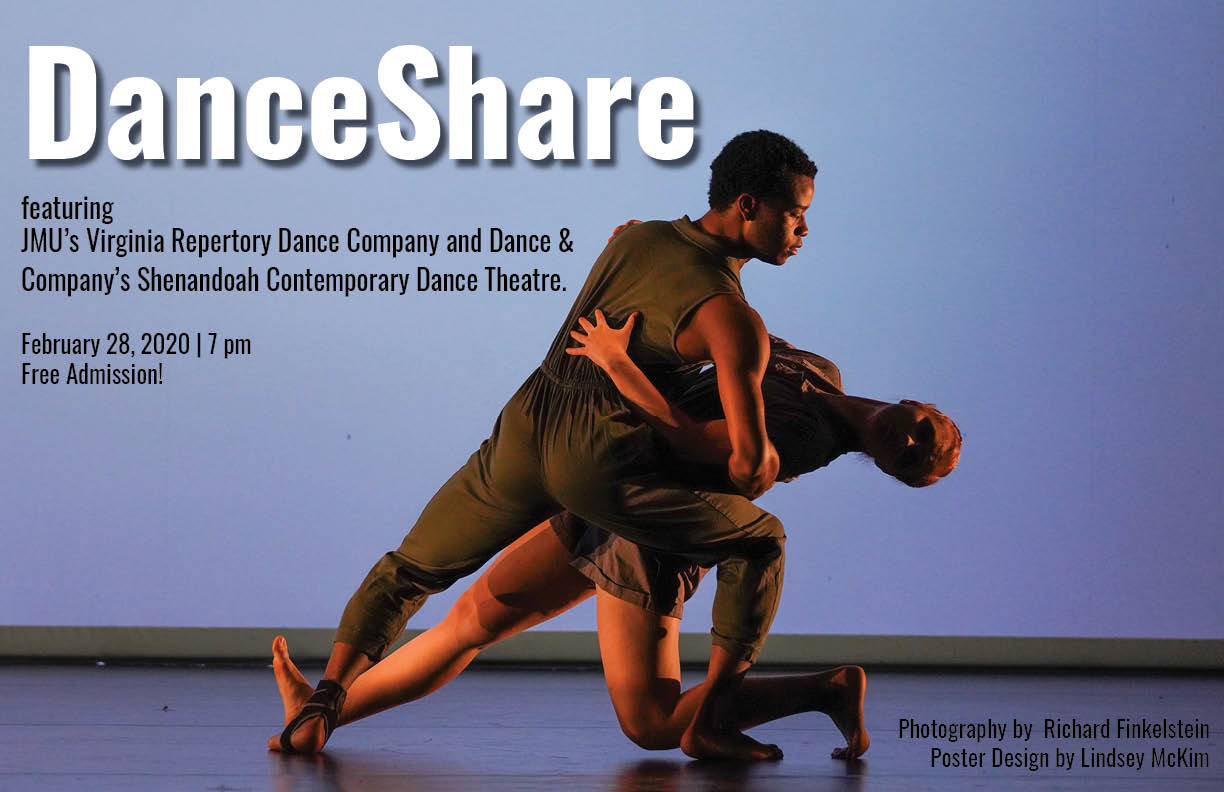 DanceShare
featuring
JMU's Virginia Repertory Dance Company and Dance &
Company's Shenandoah Contemporary Dance Theatre.
February 28, 2020 | 7 pm
Free Admission!
Photography by  Richard Finkelstein
Poster Design by Lindsey McKim